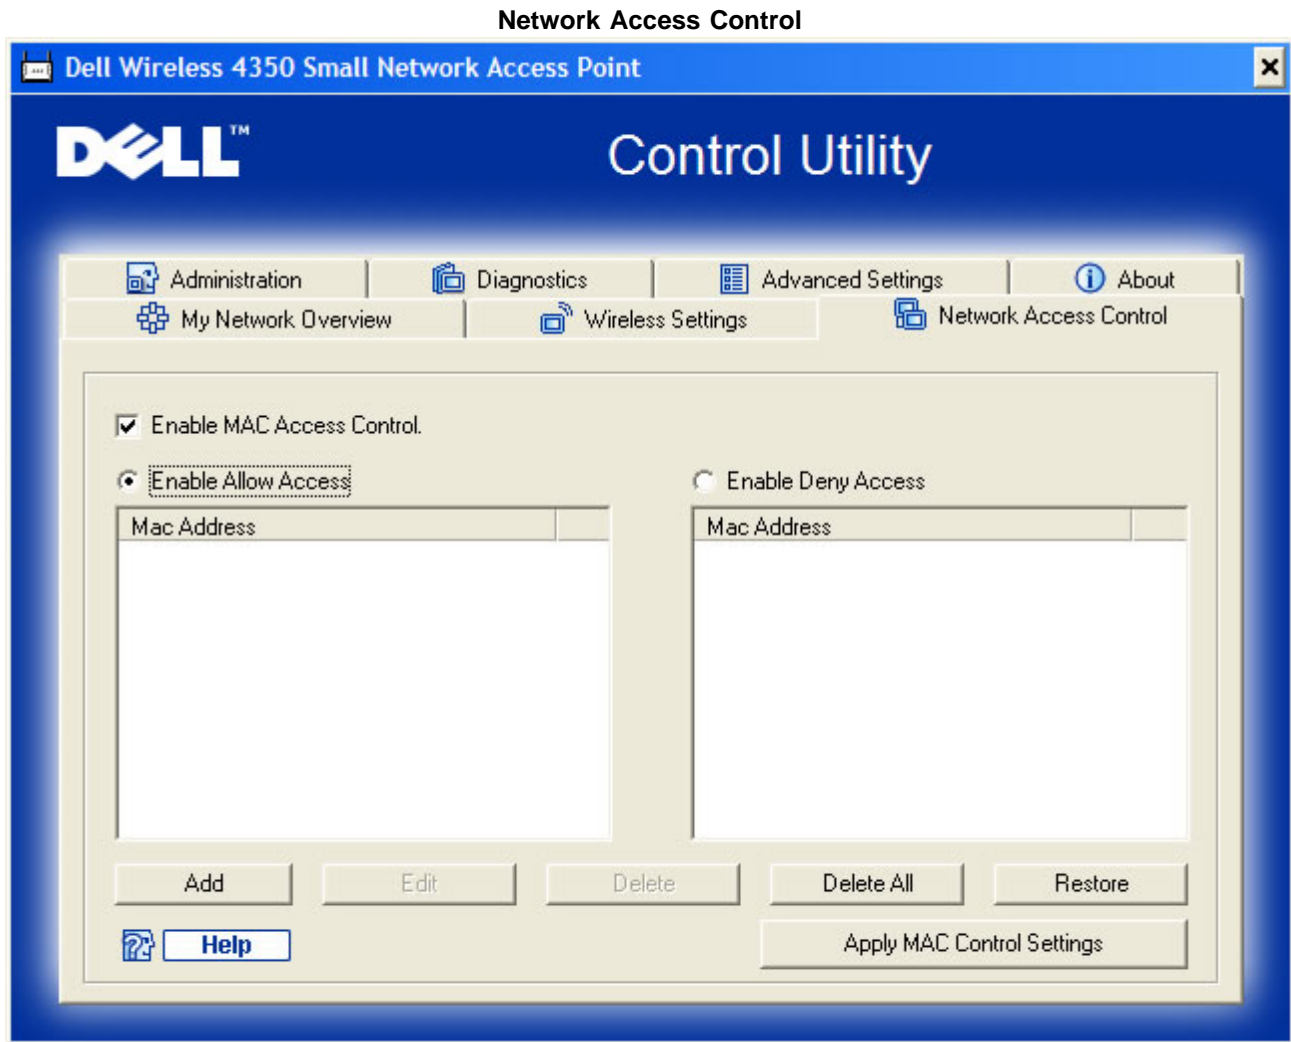 Network Access Control
Dell Wireless 4350 Small Network Access Point
DELL™
Control Utility
Administration
Diagnostics
Advanced Settings
About
My Network Overview
Wireless Settings
Network Access Control
Enable MAC Access Control.
Enable Allow Access
Enable Deny Access
Mac Address
Mac Address
Add
Edit
Delete
Delete All
Restore
Help
Apply MAC Control Settings